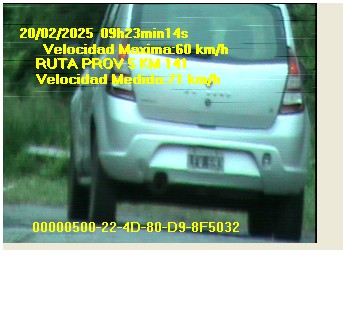 20/02/2025 09h23min14s
Velocidad Maxima:60 km/h
RUTA PROV 5 KM 141
Velocidad Medida:71 km/h
00000500-22-4D-80-D9-8F5032